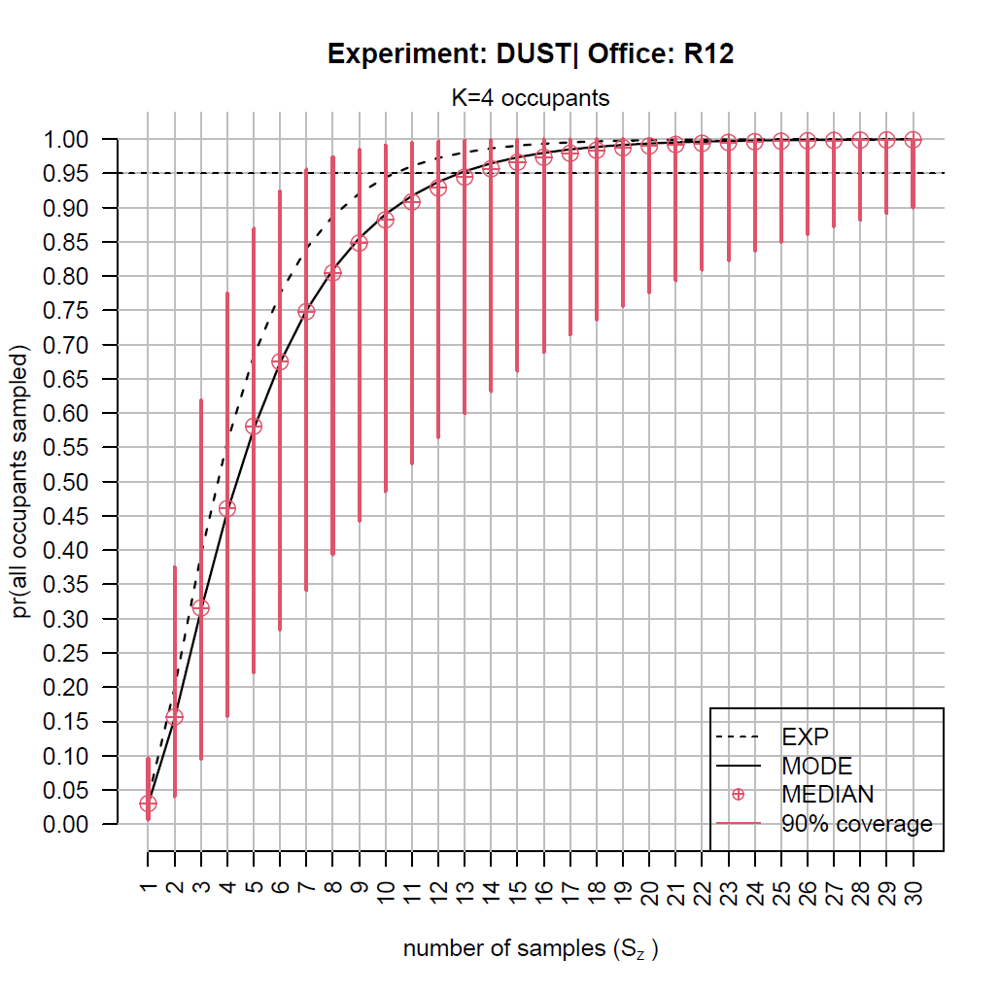 Experiment: DUST| Office: R12
K=4 occupants
pr(all occupants sampled)
1.00
0.95
0.90
0.85
0.80
0.75
0.70
0.65
0.60
0.55
0.50
0.45
0.40
0.35
0.30
0.25
0.20
0.15
0.10
0.05
0.00
EXP
MODE
MEDIAN
90% coverage
1 2 3 4 5 6 7 8 9 10 11 12 13 14 15 16 17 18 19 20 21 22 23 24 25 26 27 28 29 30
number of samples (Sz )